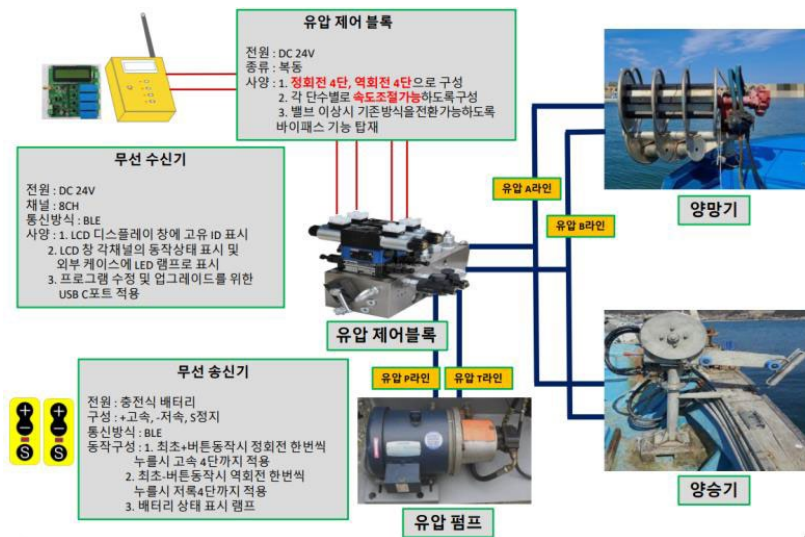 유압 제어 블록
전원 : DC 24V
종류 : 복동
사양 : 1. 정회전 4단, 역회전 4단으로 구성
2. 각 단수별로 속도조절가능하도록구성
3. 밸브 이상시 기존방식을전환가능하도록
바이패스 기능 탑재
무선 수신기
전원 : DC 24V
채널 : 8CH
통신방식 : BLE
사양 : 1. LCD 디스플레이 창에 고유 ID 표시
2. LCD 창 각채널의 동작상태 표시 및
외부 케이스에 LED 램프로 표시
3. 프로그램 수정 및 업그레이드를 위한
USB C포트 적용
유압 A라인
유압 B라인
양망기
유압 제어블록
유압 P라인
유압 T라인
무선 송신기
전원 : 충전식 배터리
구성 : +고속, -저속, S정지
통신방식 : BLE
동작구성 : 1. 최초+버튼동작시 정회전 한번씩
누를시 고속 4단까지 적용
2. 최초-버튼동작시 역회전 한번씩
누를시 저록4단까지 적용
3. 배터리 상태 표시 램프
+
−
S
+
−
S
유압 펌프
양승기